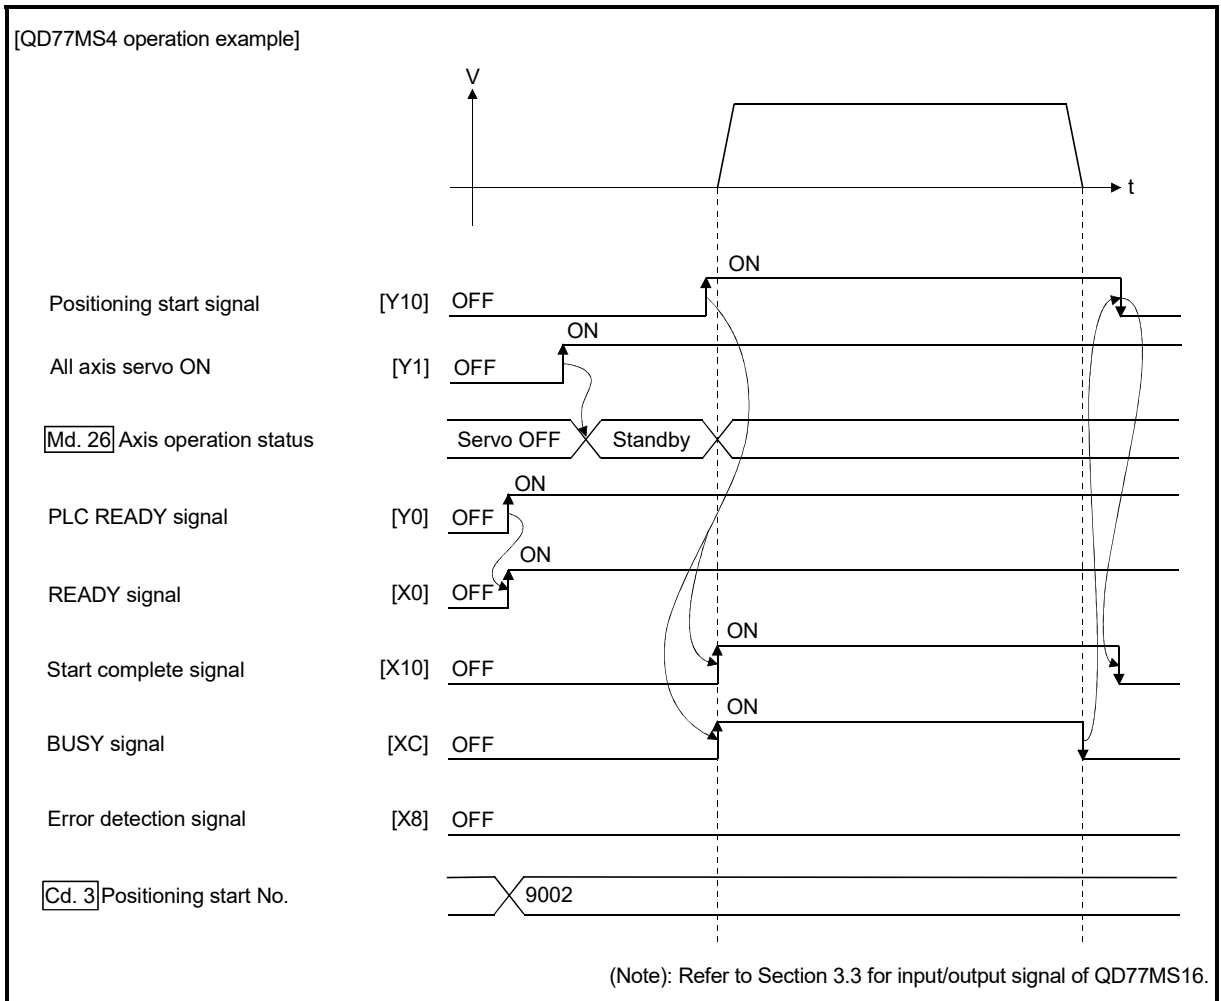 [QD77MS4 operation example]
V
t
ON
Positioning start signal [Y10] OFF
ON
All axis servo ON [Y1] OFF
Md. 26 Axis operation status Servo OFF Standby
ON
PLC READY signal [Y0] OFF
ON
READY signal [X0] OFF
ON
Start complete signal [X10] OFF
ON
BUSY signal [XC] OFF
Error detection signal [X8] OFF
Cd. 3 Positioning start No. 9002
(Note): Refer to Section 3.3 for input/output signal of QD77MS16.